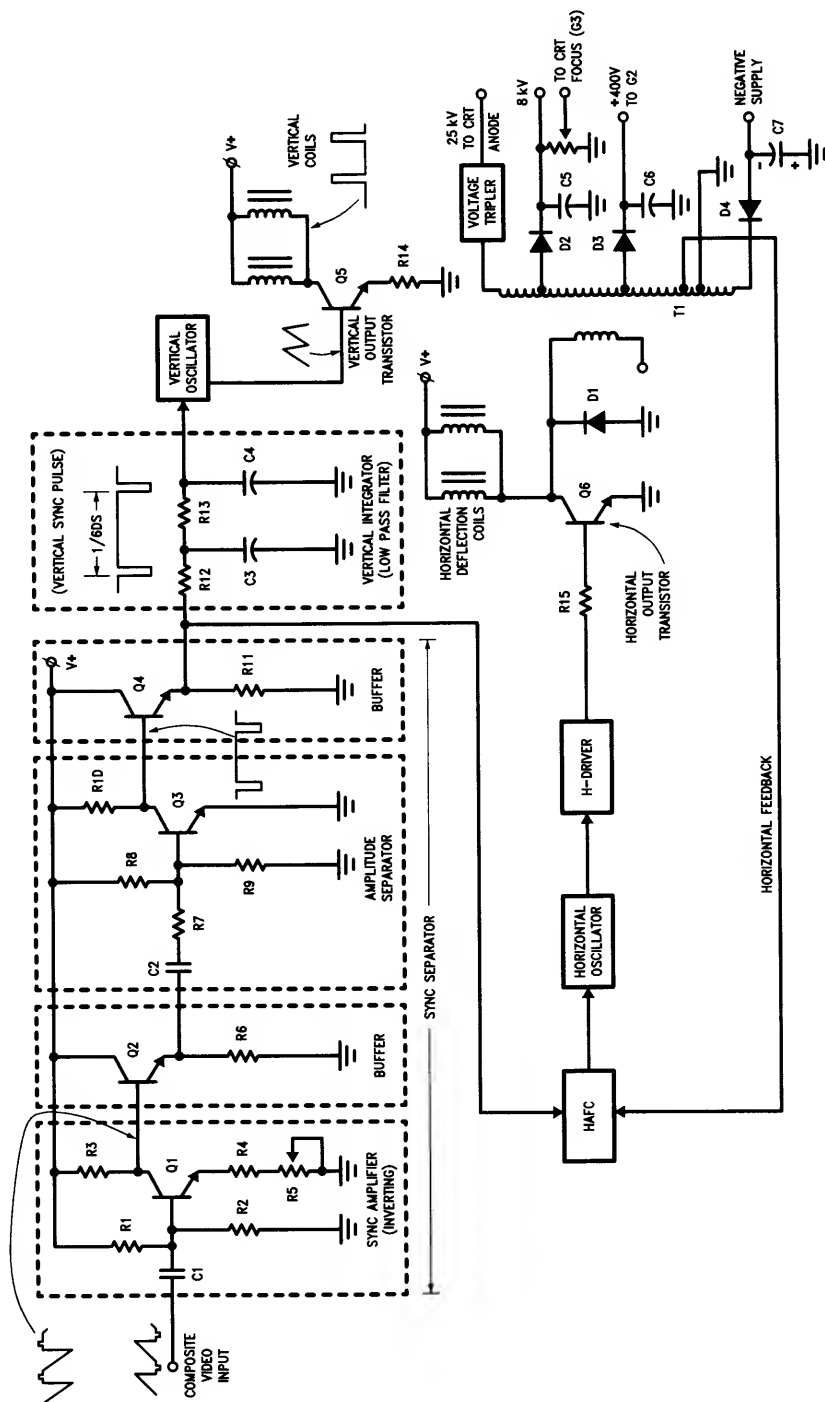 COMPOSITE
VIDEO
INPUT
C1
R1
R2
R3
Q1
R4
R5
SYNC AMPLIFIER
(INVERTING)
Q2
R6
BUFFER
C2
R7
R8
R9
R1D
Q3
AMPLITUDE
SEPARATOR
Q4
R11
BUFFER
V+
SYNC SEPARATOR
(VERTICAL SYNC PULSE)
1/6DS
R12
R13
C3
C4
VERTICAL INTEGRATOR
(LOW PASS FILTER)
VERTICAL
OSCILLATOR
VERTICAL
OUTPUT
TRANSISTOR
Q5
R14
V+
VERTICAL
COILS
HAFC
HORIZONTAL
OSCILLATOR
H-DRIVER
R15
HORIZONTAL
OUTPUT
TRANSISTOR
Q6
HORIZONTAL
DEFLECTION
COILS
V+
D1
T1
HORIZONTAL FEEDBACK
VOLTAGE
TRIPLER
25 kV
TO CRT
ANODE
D2
C5
8 kV
TO CRT
FOCUS (G3)
D3
C6
+400V
TO G2
D4
NEGATIVE
SUPPLY
-
+
C7